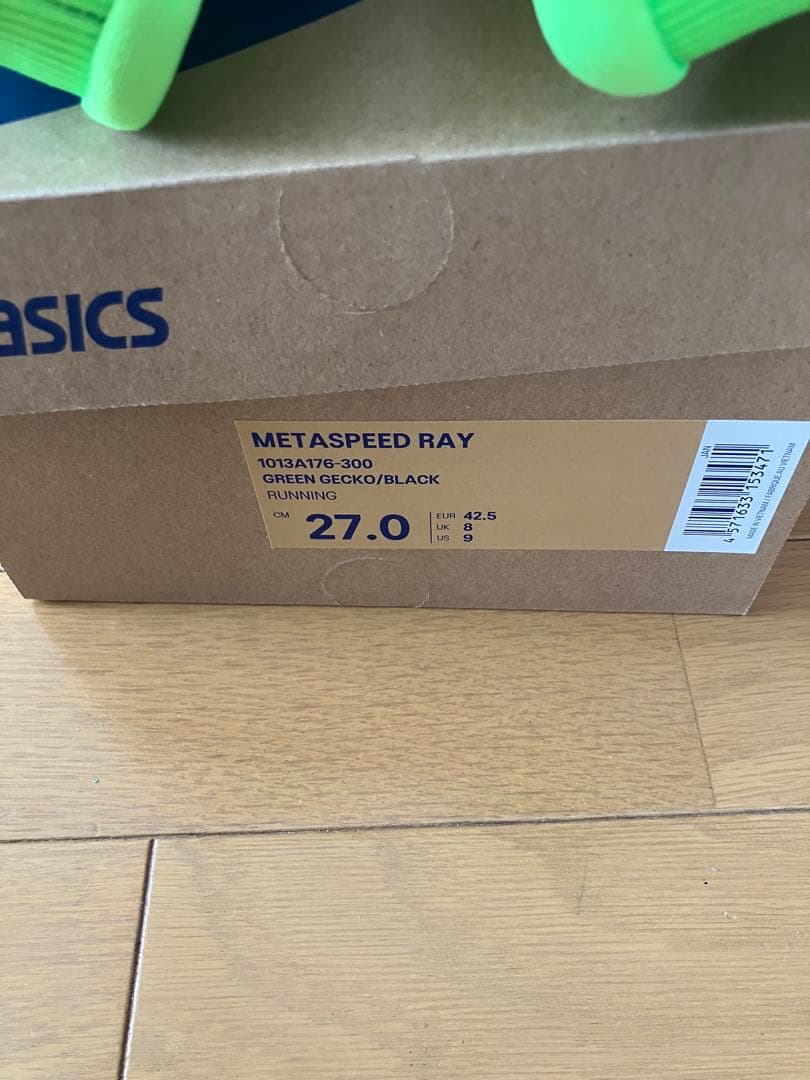 asics
METASPEED RAY
1013A176-300
GREEN GECKO/BLACK
RUNNING
CM 27.0
EUR 42.5
UK 8
US 9
JAN
4 571633 153471
MADE IN VIETNAM / FABRIQUÉ AU VIETNAM